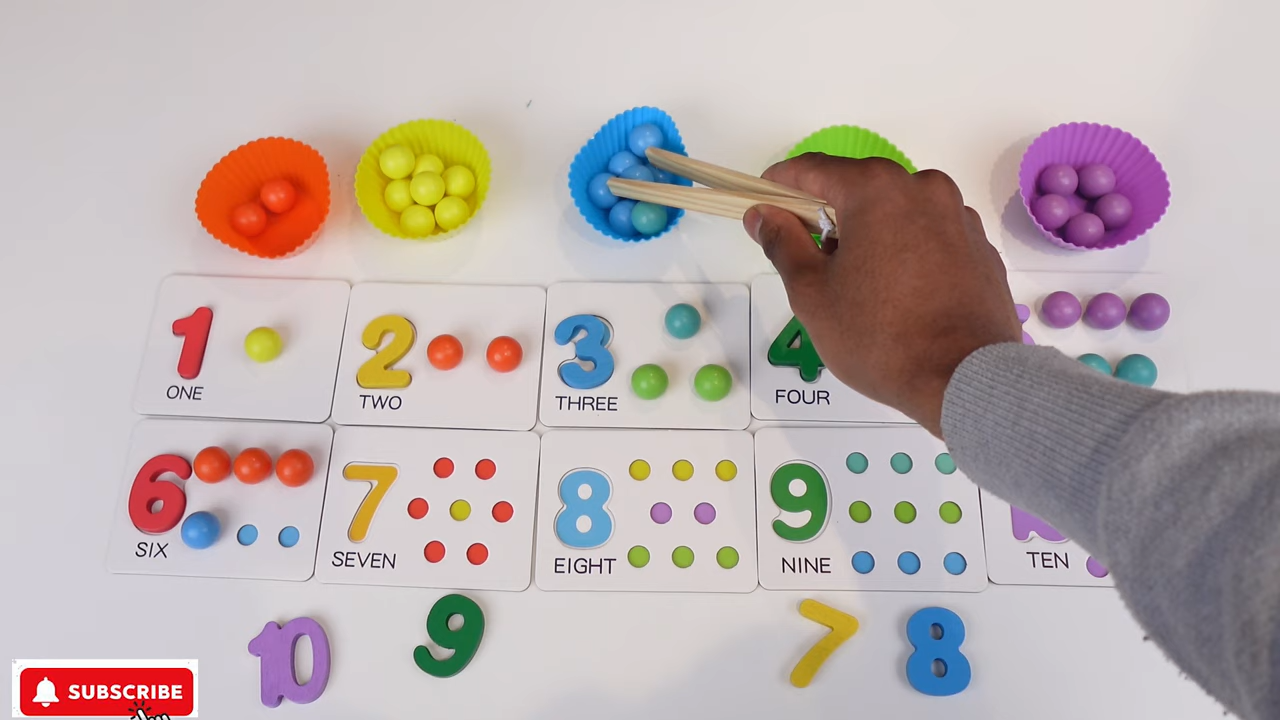 1
ONE
2
TWO
3
THREE
4
FOUR
6
SIX
7
SEVEN
8
EIGHT
9
NINE
TEN
10
9
7
8
SUBSCRIBE